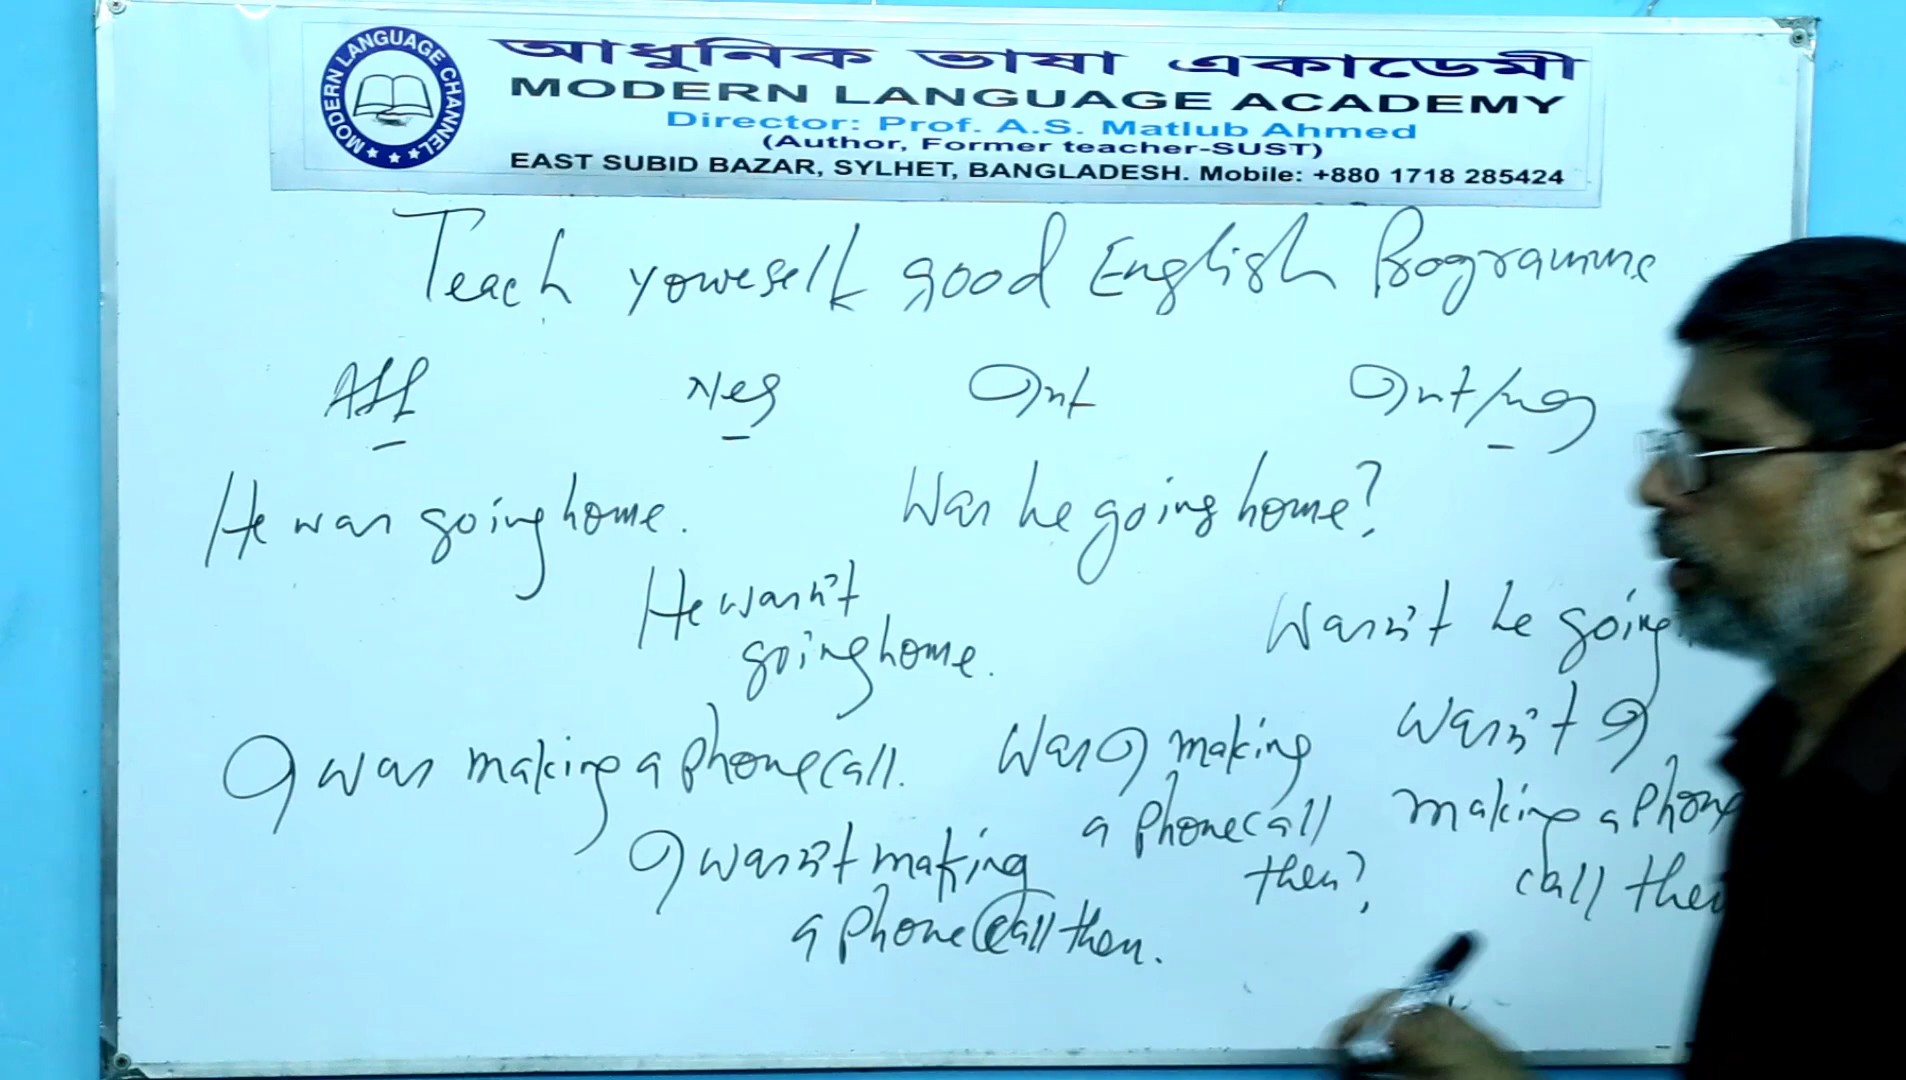 আধুনিক ভাষা একাডেমী
MODERN LANGUAGE CHANNEL
MODERN LANGUAGE ACADEMY
Director: Prof. A.S. Matlub Ahmed
(Author, Former teacher-SUST)
EAST SUBID BAZAR, SYLHET, BANGLADESH. Mobile: +880 1718 285424
Teach yourself good English Programme
Aff Neg Int Int/neg
He was going home. Was he going home?
He wasn't
going home.
Wasn't he going
I was making a phone call. Was I making
a phone call
then?
Wasn't I
making a phone
call then
I wasn't making
a phone call then.